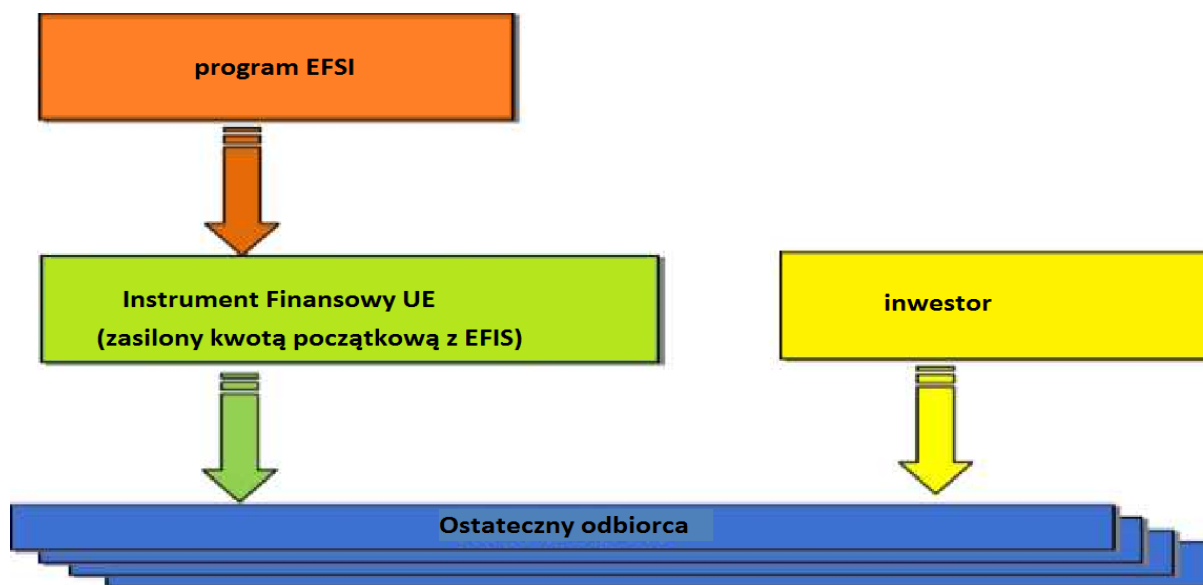 program EFSI
Instrument Finansowy UE
(zasilony kwotą początkową z EFIS)
inwestor
Ostateczny odbiorca